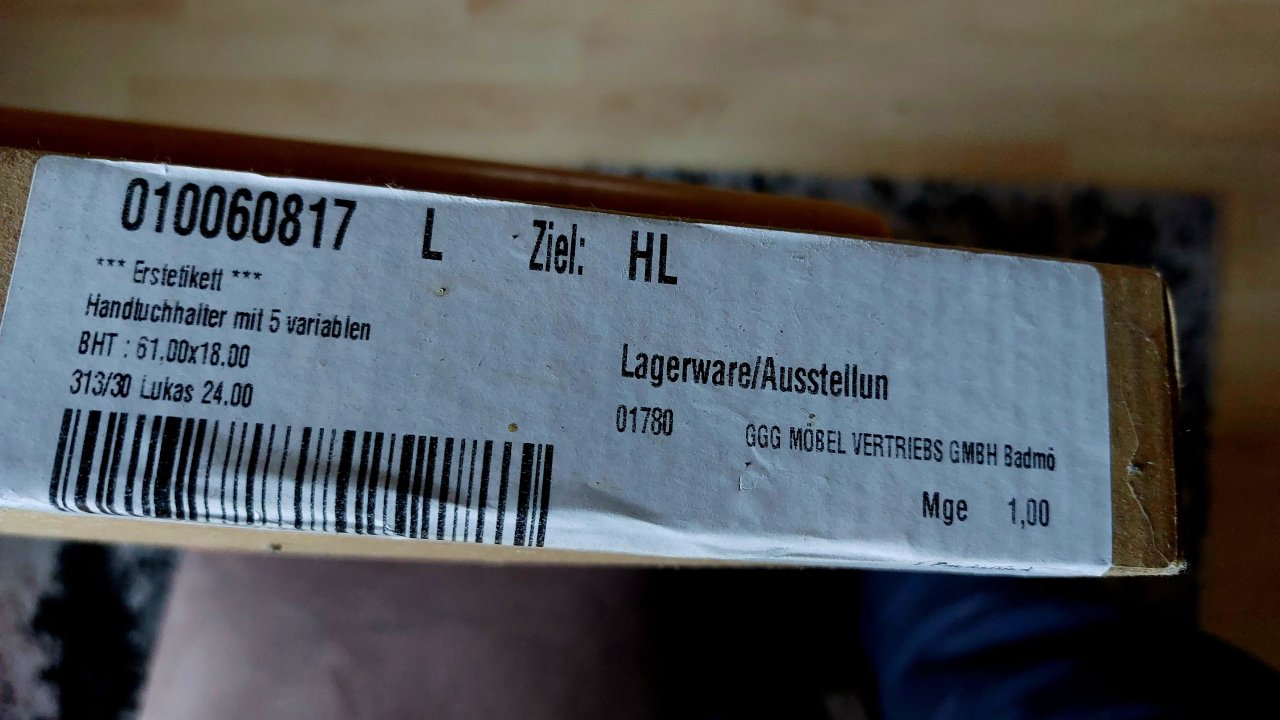 010060817 L Ziel: HL
*** Erstetikett ***
Handtuchhalter mit 5 variablen
BHT : 61.00x18.00
313/30 Lukas 24.00
Lagerware/Ausstellun
01780 GGG MÖBEL VERTRIEBS GMBH Badmö
Mge 1,00